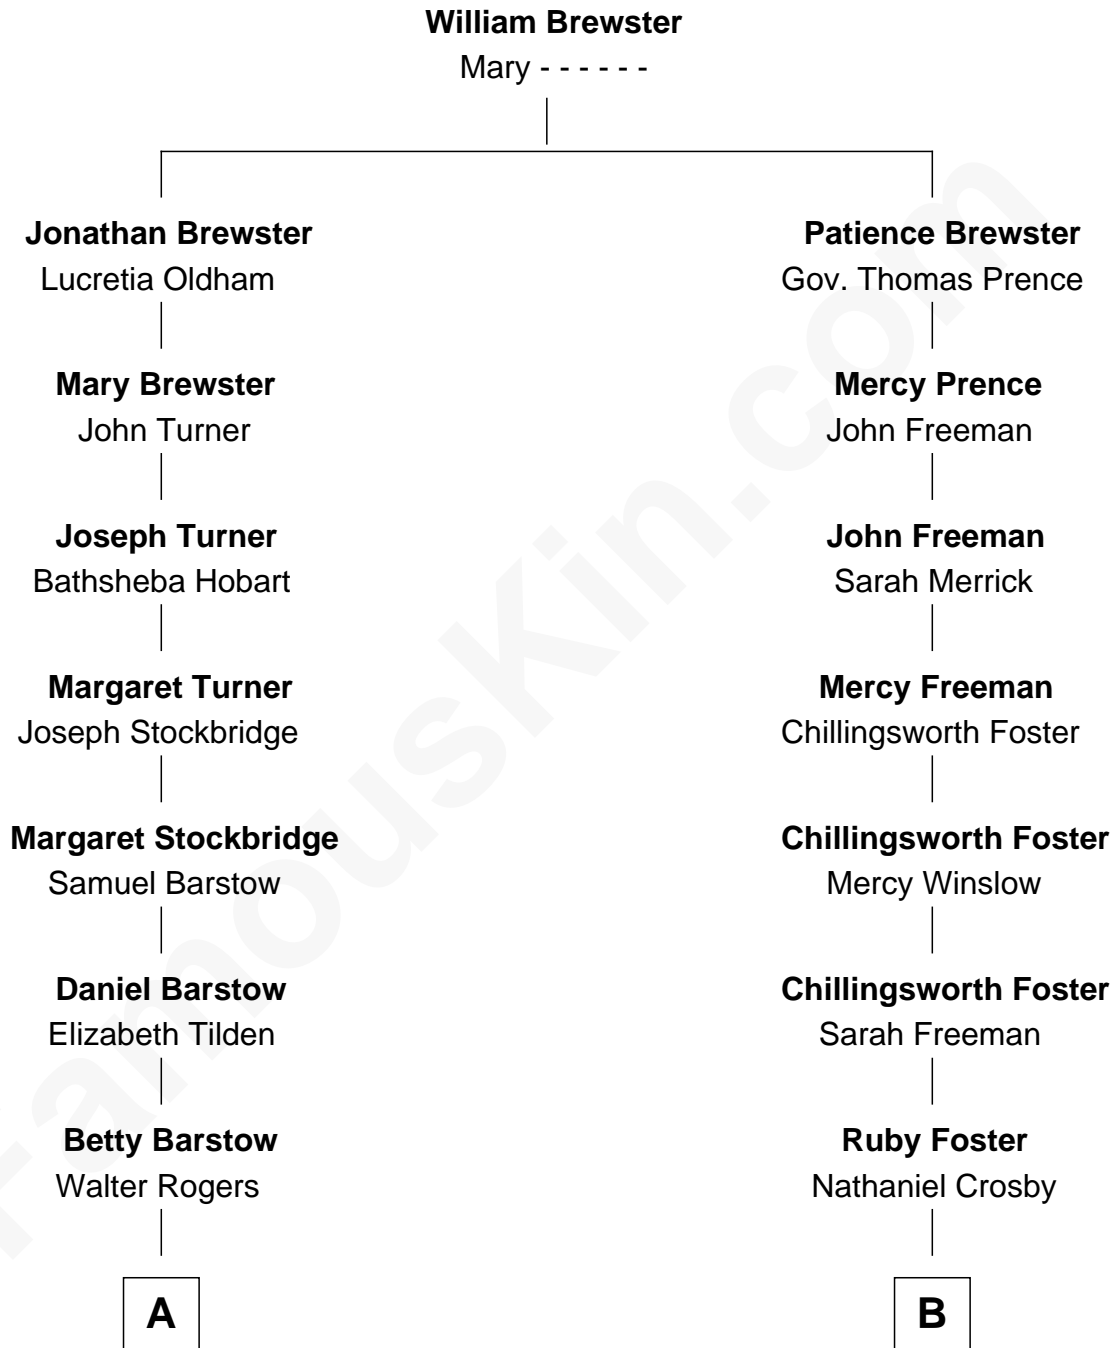 William Brewster
Mary - - - - - -
Jonathan Brewster
Lucretia Oldham
Patience Brewster
Gov. Thomas Prence
Mary Brewster
John Turner
Mercy Prence
John Freeman
Joseph Turner
Bathsheba Hobart
John Freeman
Sarah Merrick
Margaret Turner
Joseph Stockbridge
Mercy Freeman
Chillingsworth Foster
Margaret Stockbridge
Samuel Barstow
Chillingsworth Foster
Mercy Winslow
Daniel Barstow
Elizabeth Tilden
Chillingsworth Foster
Sarah Freeman
Betty Barstow
Walter Rogers
Ruby Foster
Nathaniel Crosby
A
B
FamousKin.com